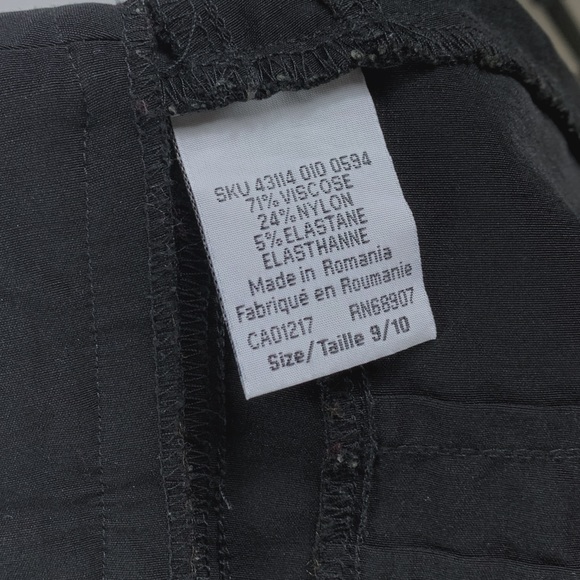 SKU 43114 010 0594
71% VISCOSE
24% NYLON
5% ELASTANE
ELASTHANNE
Made in Romania
Fabriqué en Roumanie
CA01217 RN68907
Size/Taille 9/10